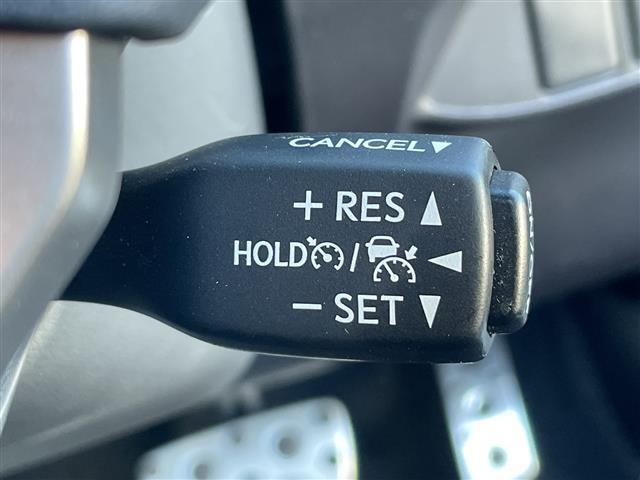 CANCEL▼
+ RES ▲
HOLD / ◀
− SET ▼